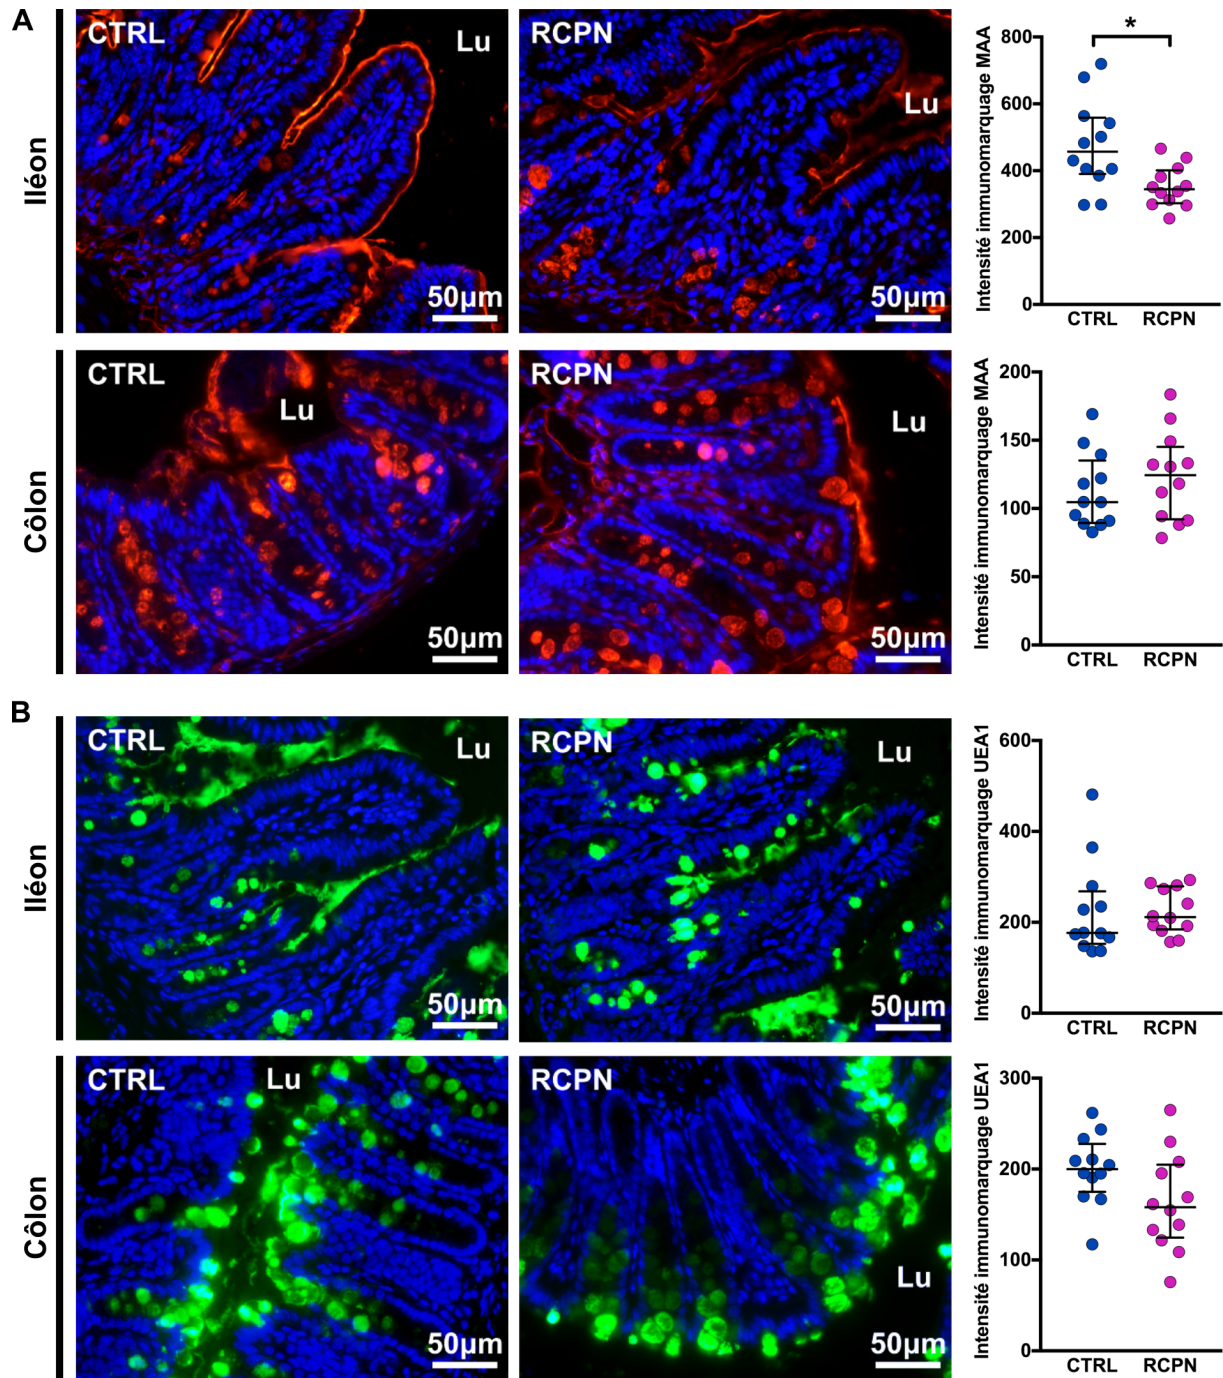 A
Iléon
CTRL
Lu
50µm
RCPN
Lu
50µm
Intensité immunomarquage MAA
800
600
400
200
0
*
CTRL
RCPN
Côlon
CTRL
Lu
50µm
RCPN
Lu
50µm
Intensité immunomarquage MAA
200
150
100
50
0
CTRL
RCPN
B
Iléon
CTRL
Lu
50µm
RCPN
Lu
50µm
Intensité immunomarquage UEA1
600
400
200
0
CTRL
RCPN
Côlon
CTRL
Lu
50µm
RCPN
Lu
50µm
Intensité immunomarquage UEA1
300
200
100
0
CTRL
RCPN